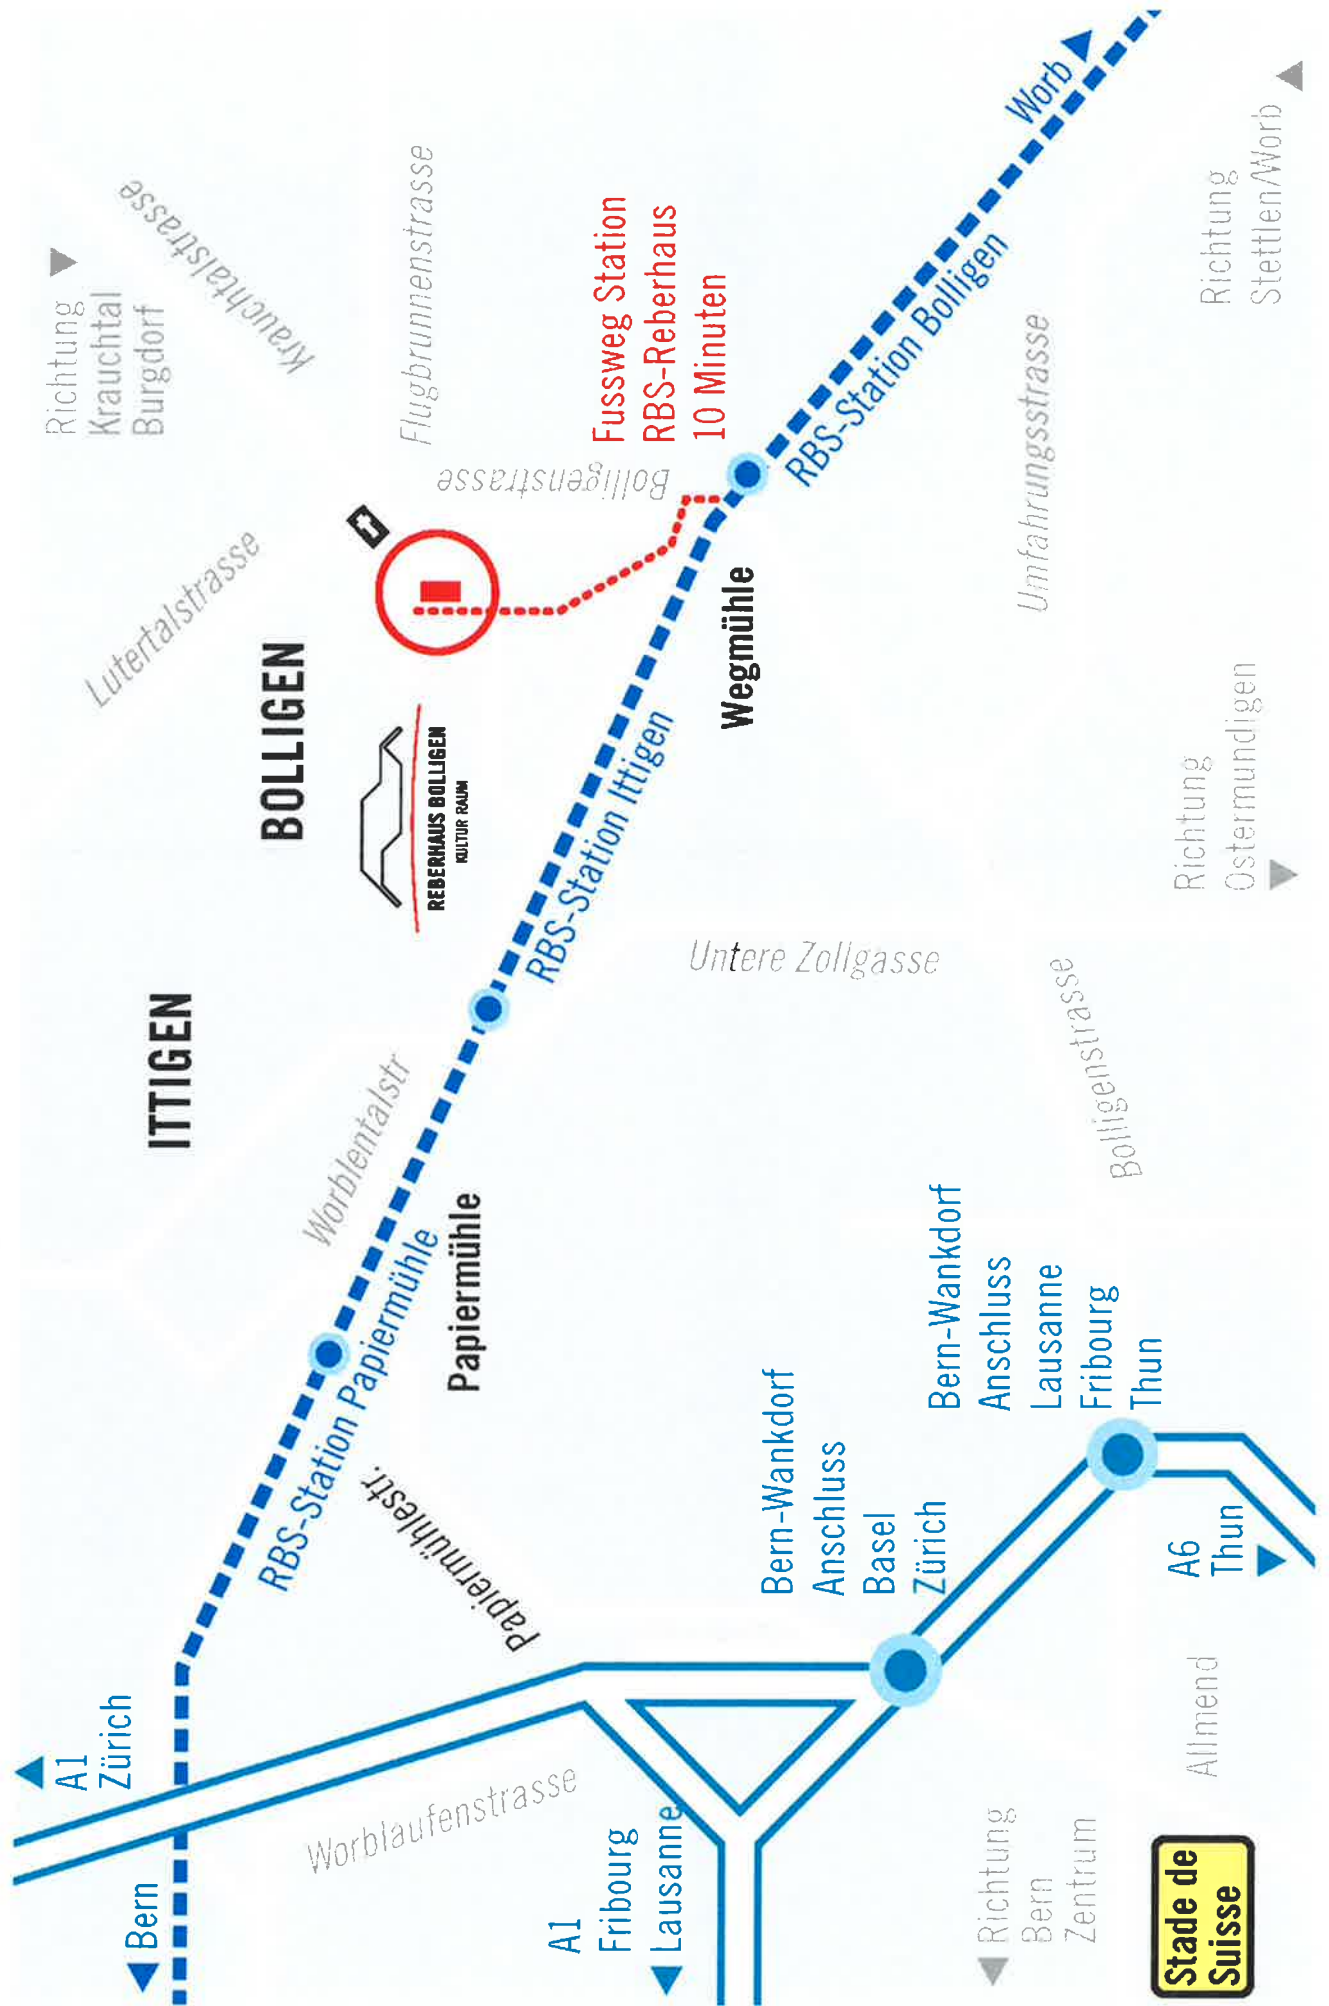 Richtung
Krauchtal
Burgdorf
Krauchtalstrasse
Lutertalstrasse
Flugbrunnenstrasse
ITTIGEN
BOLLIGEN
Bolligenstrasse
REBERHAUS BOLLIGEN
KULTUR RAUM
Fussweg Station
RBS-Reberhaus
10 Minuten
A1
Zürich
Bern
RBS-Station Papiermühle
Worblentalstr
Papiermühle
Papiermühlestr.
RBS-Station Ittigen
Wegmühle
RBS-Station Bolligen
Worb
Worblaufenstrasse
Untere Zollgasse
Umfahrungsstrasse
A1
Fribourg
Lausanne
Bern-Wankdorf
Anschluss
Basel
Zürich
Bern-Wankdorf
Anschluss
Lausanne
Fribourg
Thun
Bolligenstrasse
Richtung
Ostermundigen
Richtung
Stettlen/Worb
Richtung
Bern
Zentrum
Allmend
A6
Thun
Stade de
Suisse